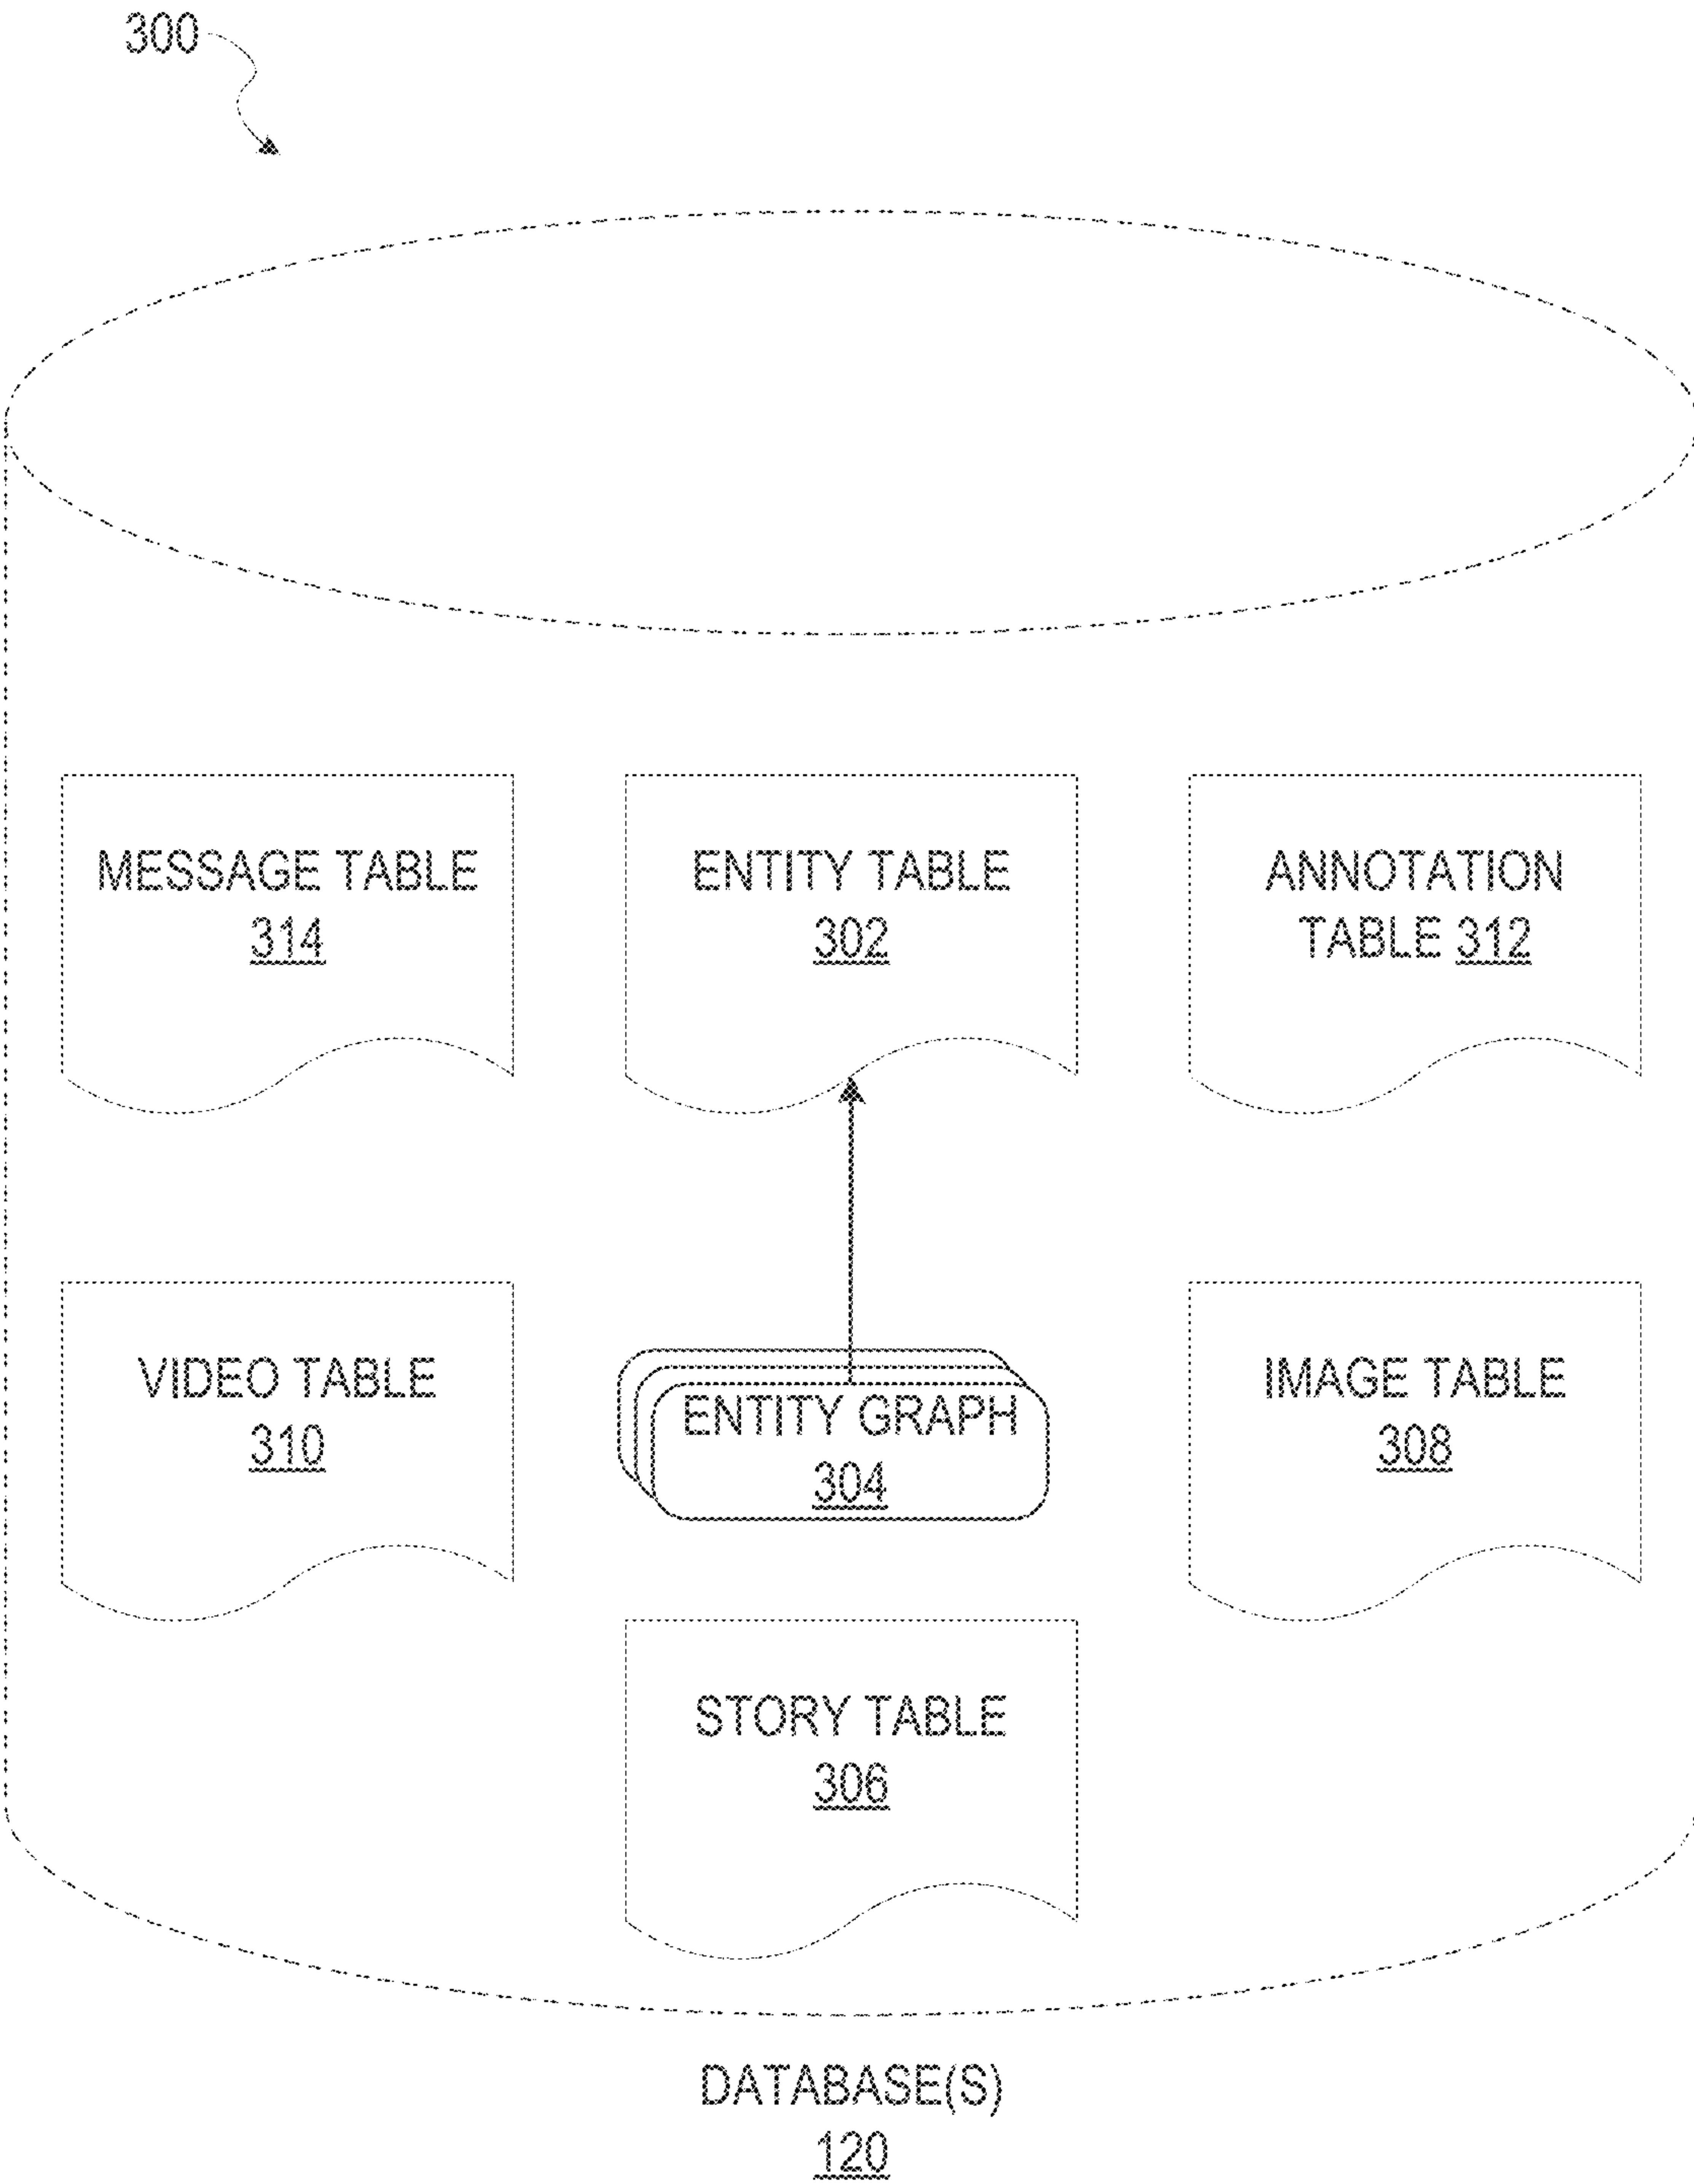 300
MESSAGE TABLE
314
ENTITY TABLE
302
ANNOTATION
TABLE 312
VIDEO TABLE
310
ENTITY GRAPH
304
IMAGE TABLE
308
STORY TABLE
306
DATABASE(S)
120